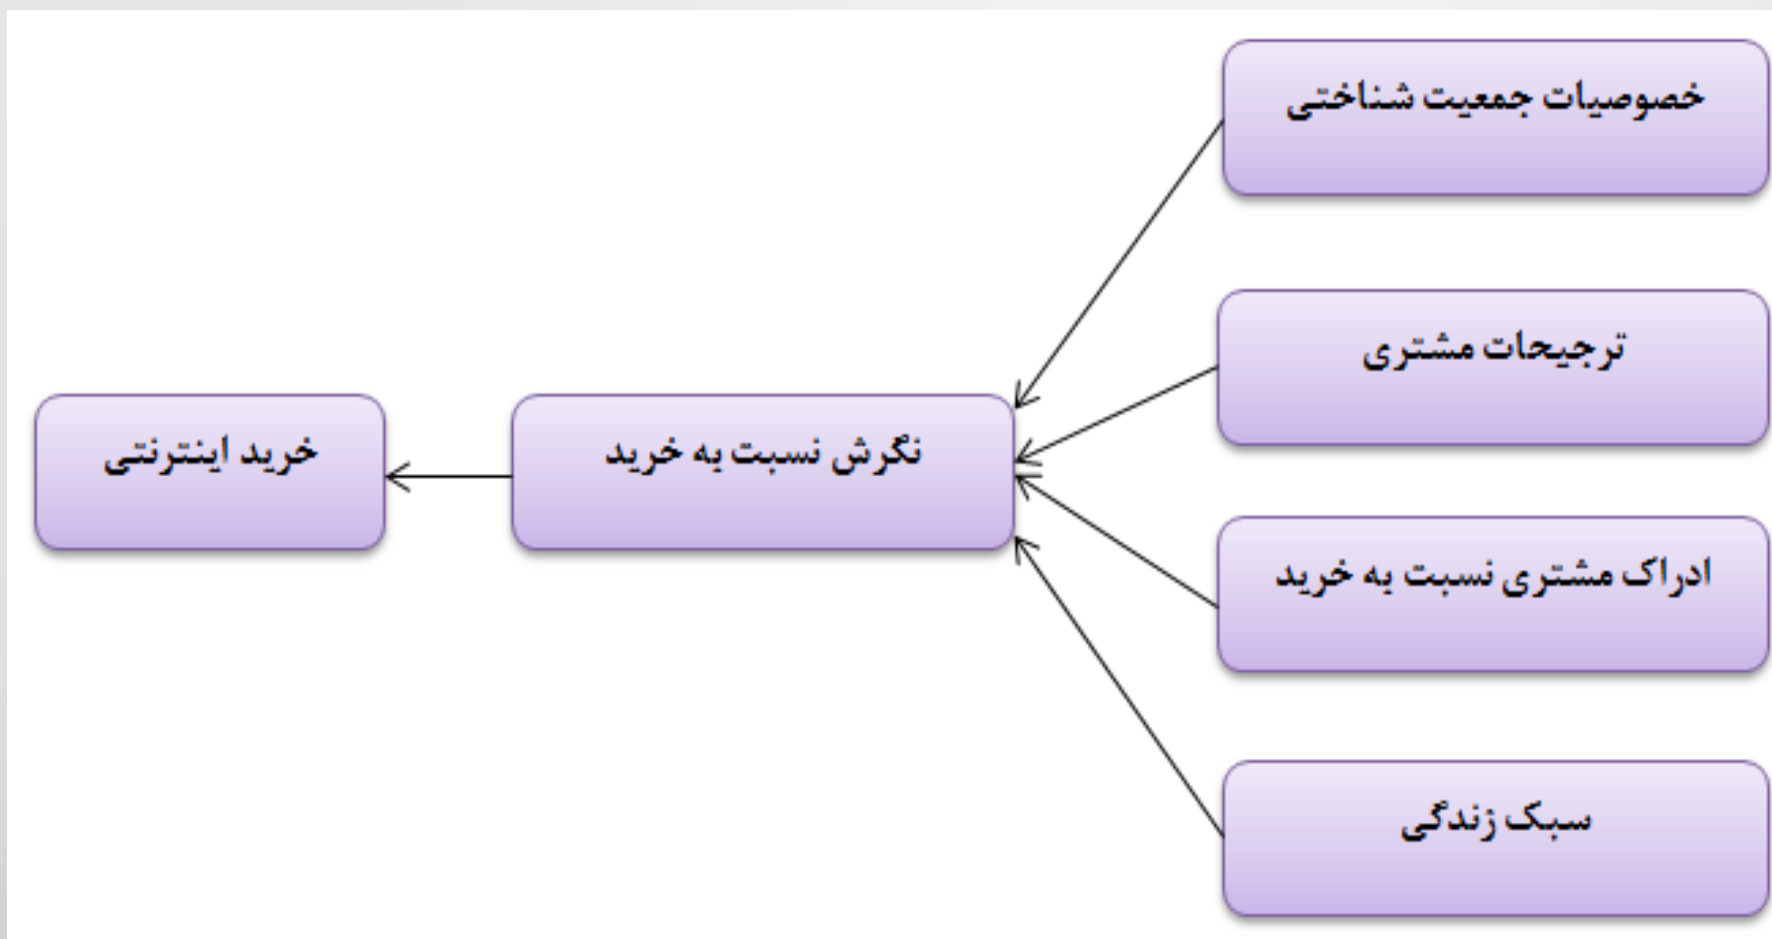 خصوصیات جمعیت شناختی
ترجیحات مشتری
ادراک مشتری نسبت به خرید
سبک زندگی
نگرش نسبت به خرید
خرید اینترنتی